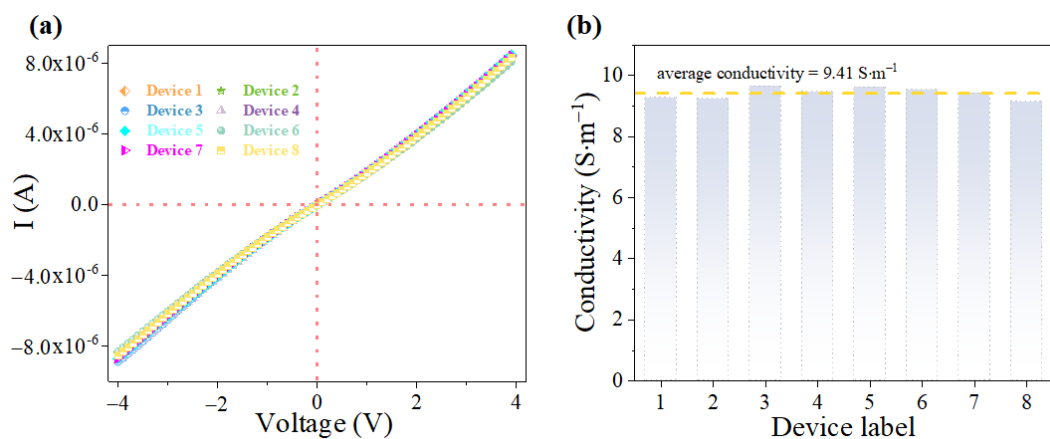 (a)
8.0x10⁻⁶
4.0x10⁻⁶
0.0
−4.0x10⁻⁶
−8.0x10⁻⁶
I (A)
Device 1
Device 2
Device 3
Device 4
Device 5
Device 6
Device 7
Device 8
−4
−2
0
2
4
Voltage (V)
(b)
10
8
6
4
2
0
Conductivity (S·m⁻¹)
average conductivity = 9.41 S·m⁻¹
1
2
3
4
5
6
7
8
Device label